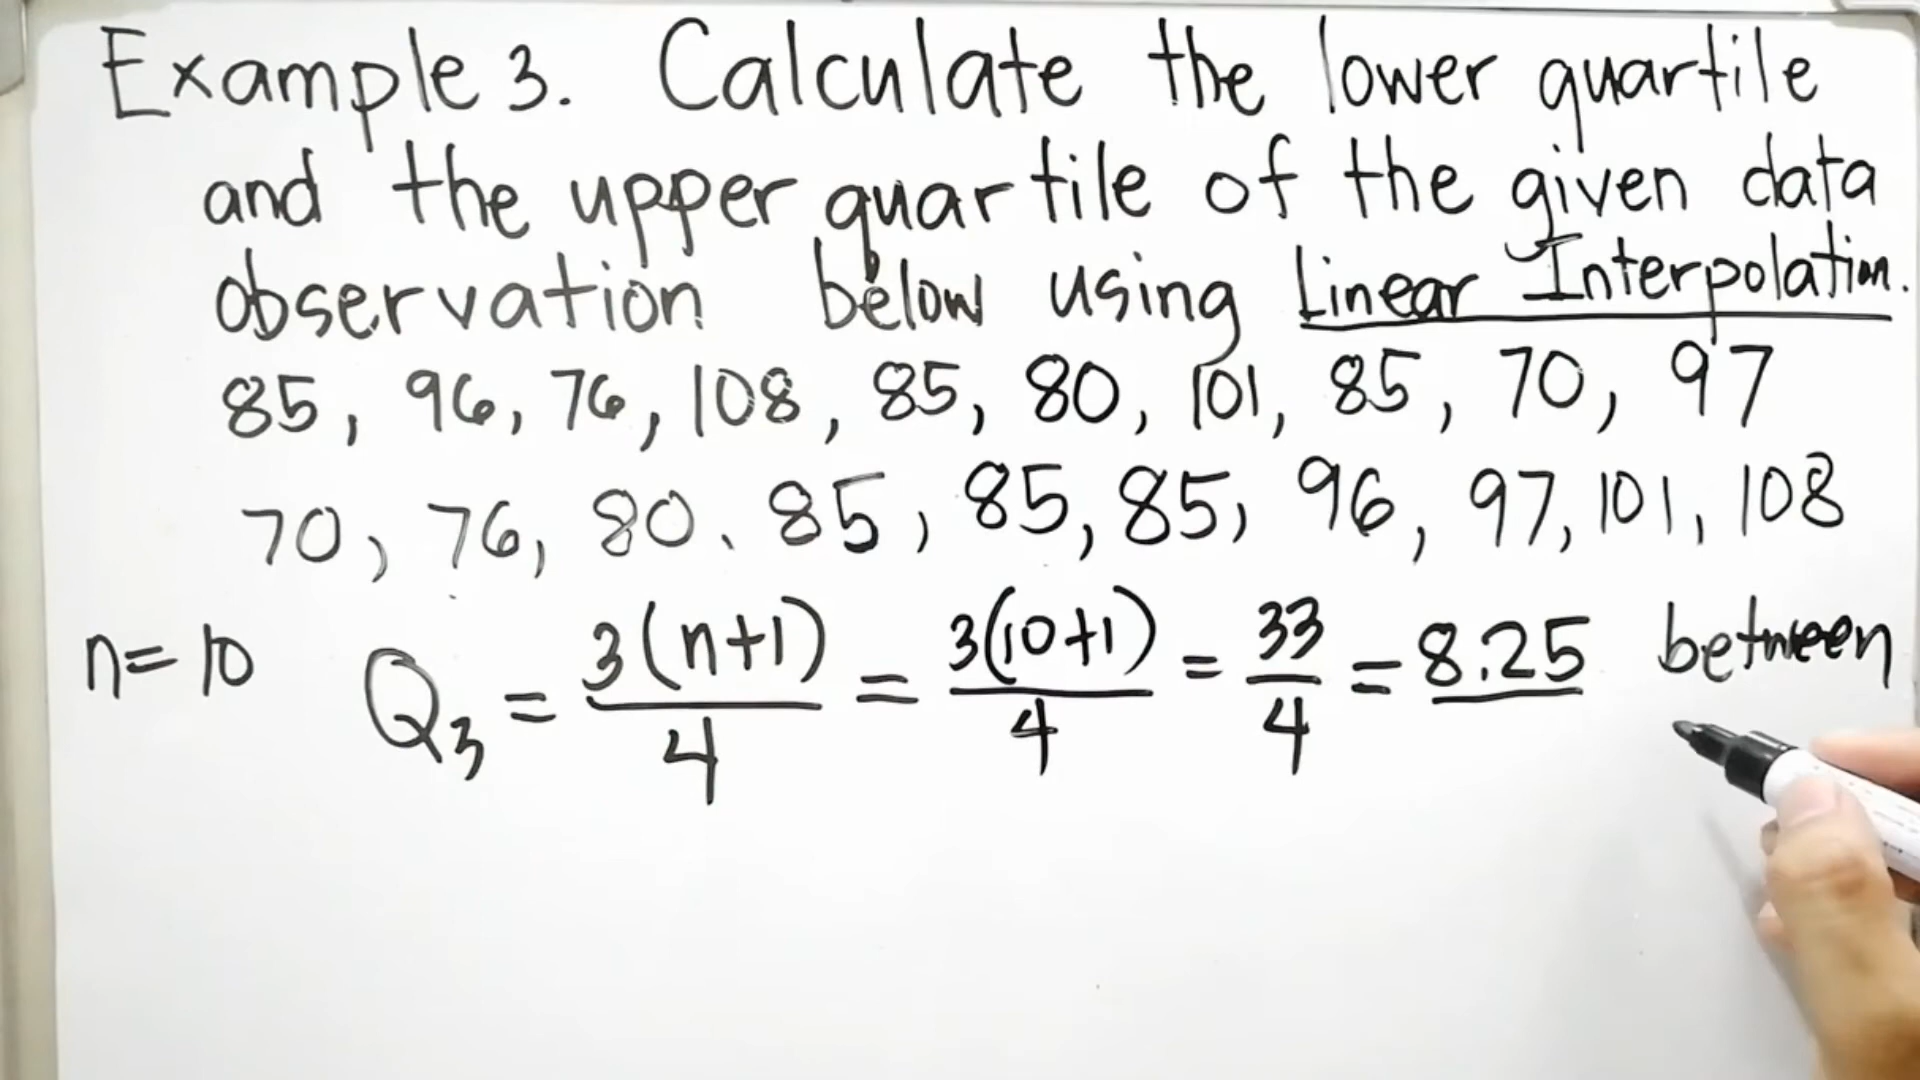 Example 3. Calculate the lower quartile
and the upper quartile of the given data
observation below using Linear Interpolation.
85, 96, 76, 108, 85, 80, 101, 85, 70, 97
70, 76, 80, 85, 85, 85, 96, 97, 101, 108
n = 10 Q₃ = 3(n+1)/4 = 3(10+1)/4 = 33/4 = 8.25 between